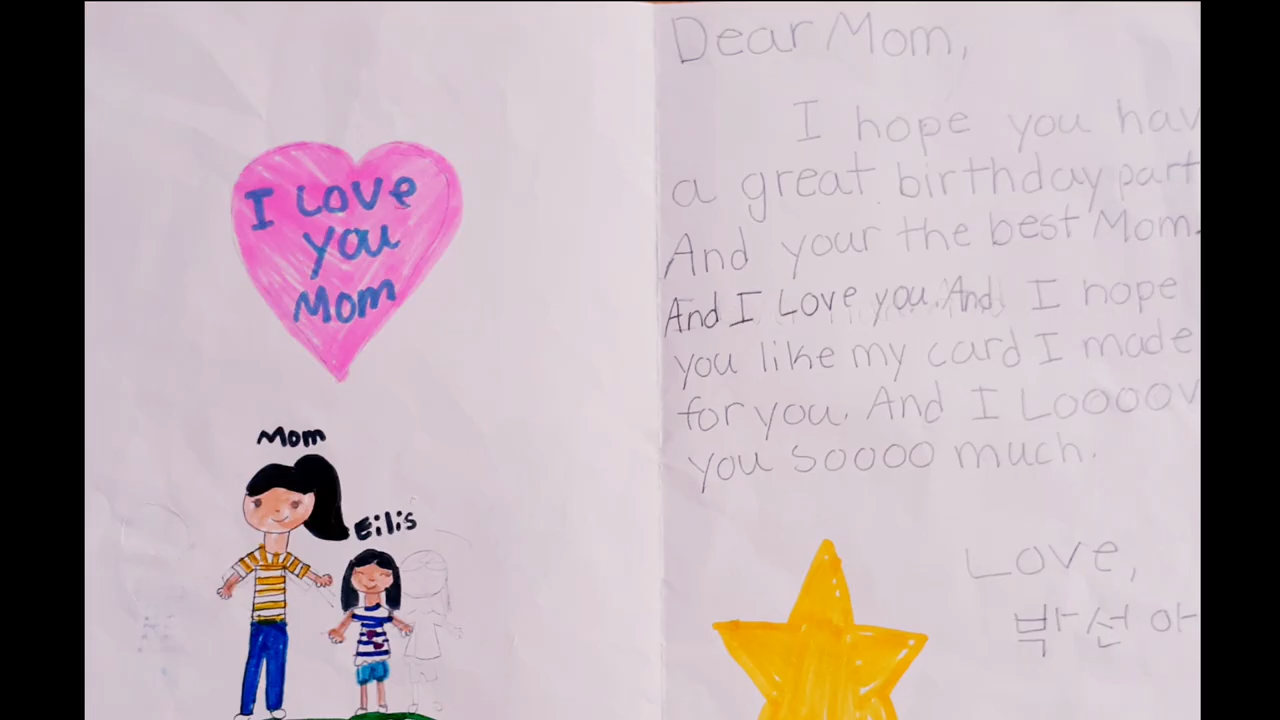 I Love
you
Mom
Mom
Eilis
Dear Mom,
I hope you hav
a great birthday part
And your the best Mom.
And I Love you. And I hope
you like my card I made
for you. And I LOOOOV
you soooo much.
Love,
박선아